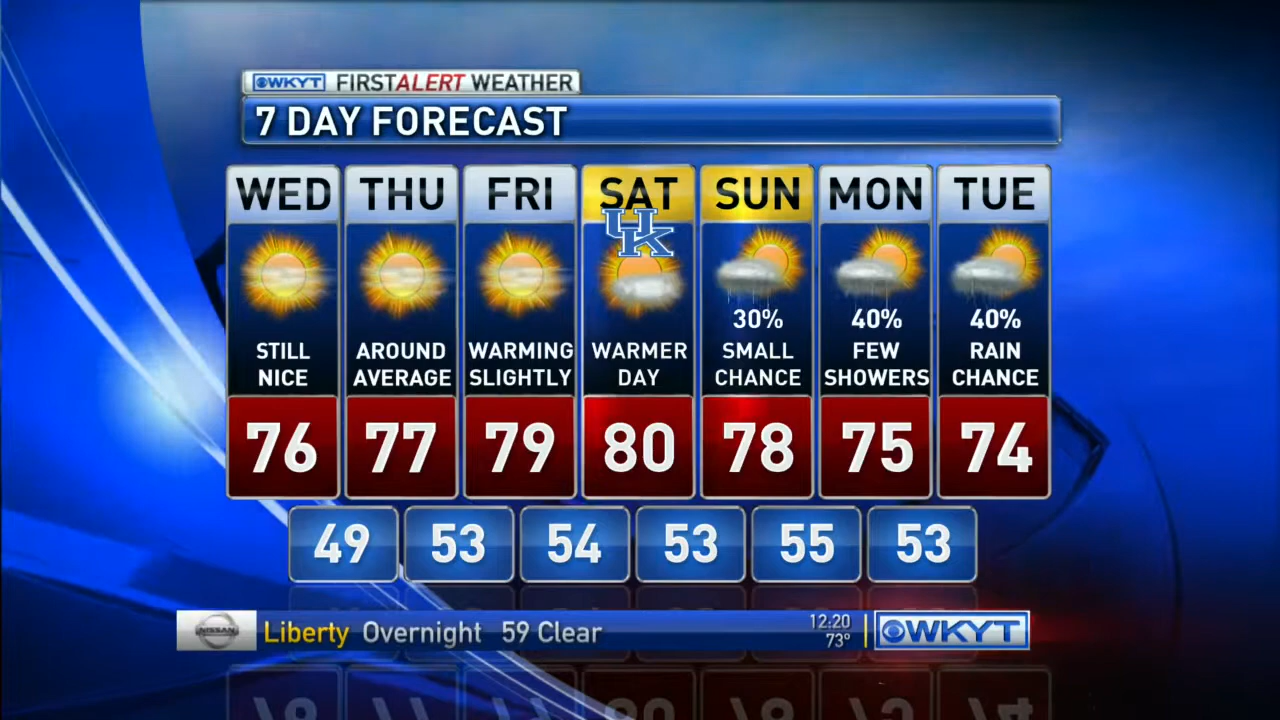 WKYT FIRSTALERT WEATHER
7 DAY FORECAST
WED THU FRI SAT SUN MON TUE
UK
30% 40% 40%
STILL AROUND WARMING WARMER SMALL FEW RAIN
NICE AVERAGE SLIGHTLY DAY CHANCE SHOWERS CHANCE
76 77 79 80 78 75 74
49 53 54 53 55 53
NISSAN Liberty Overnight 59 Clear 12:20 WKYT
73°